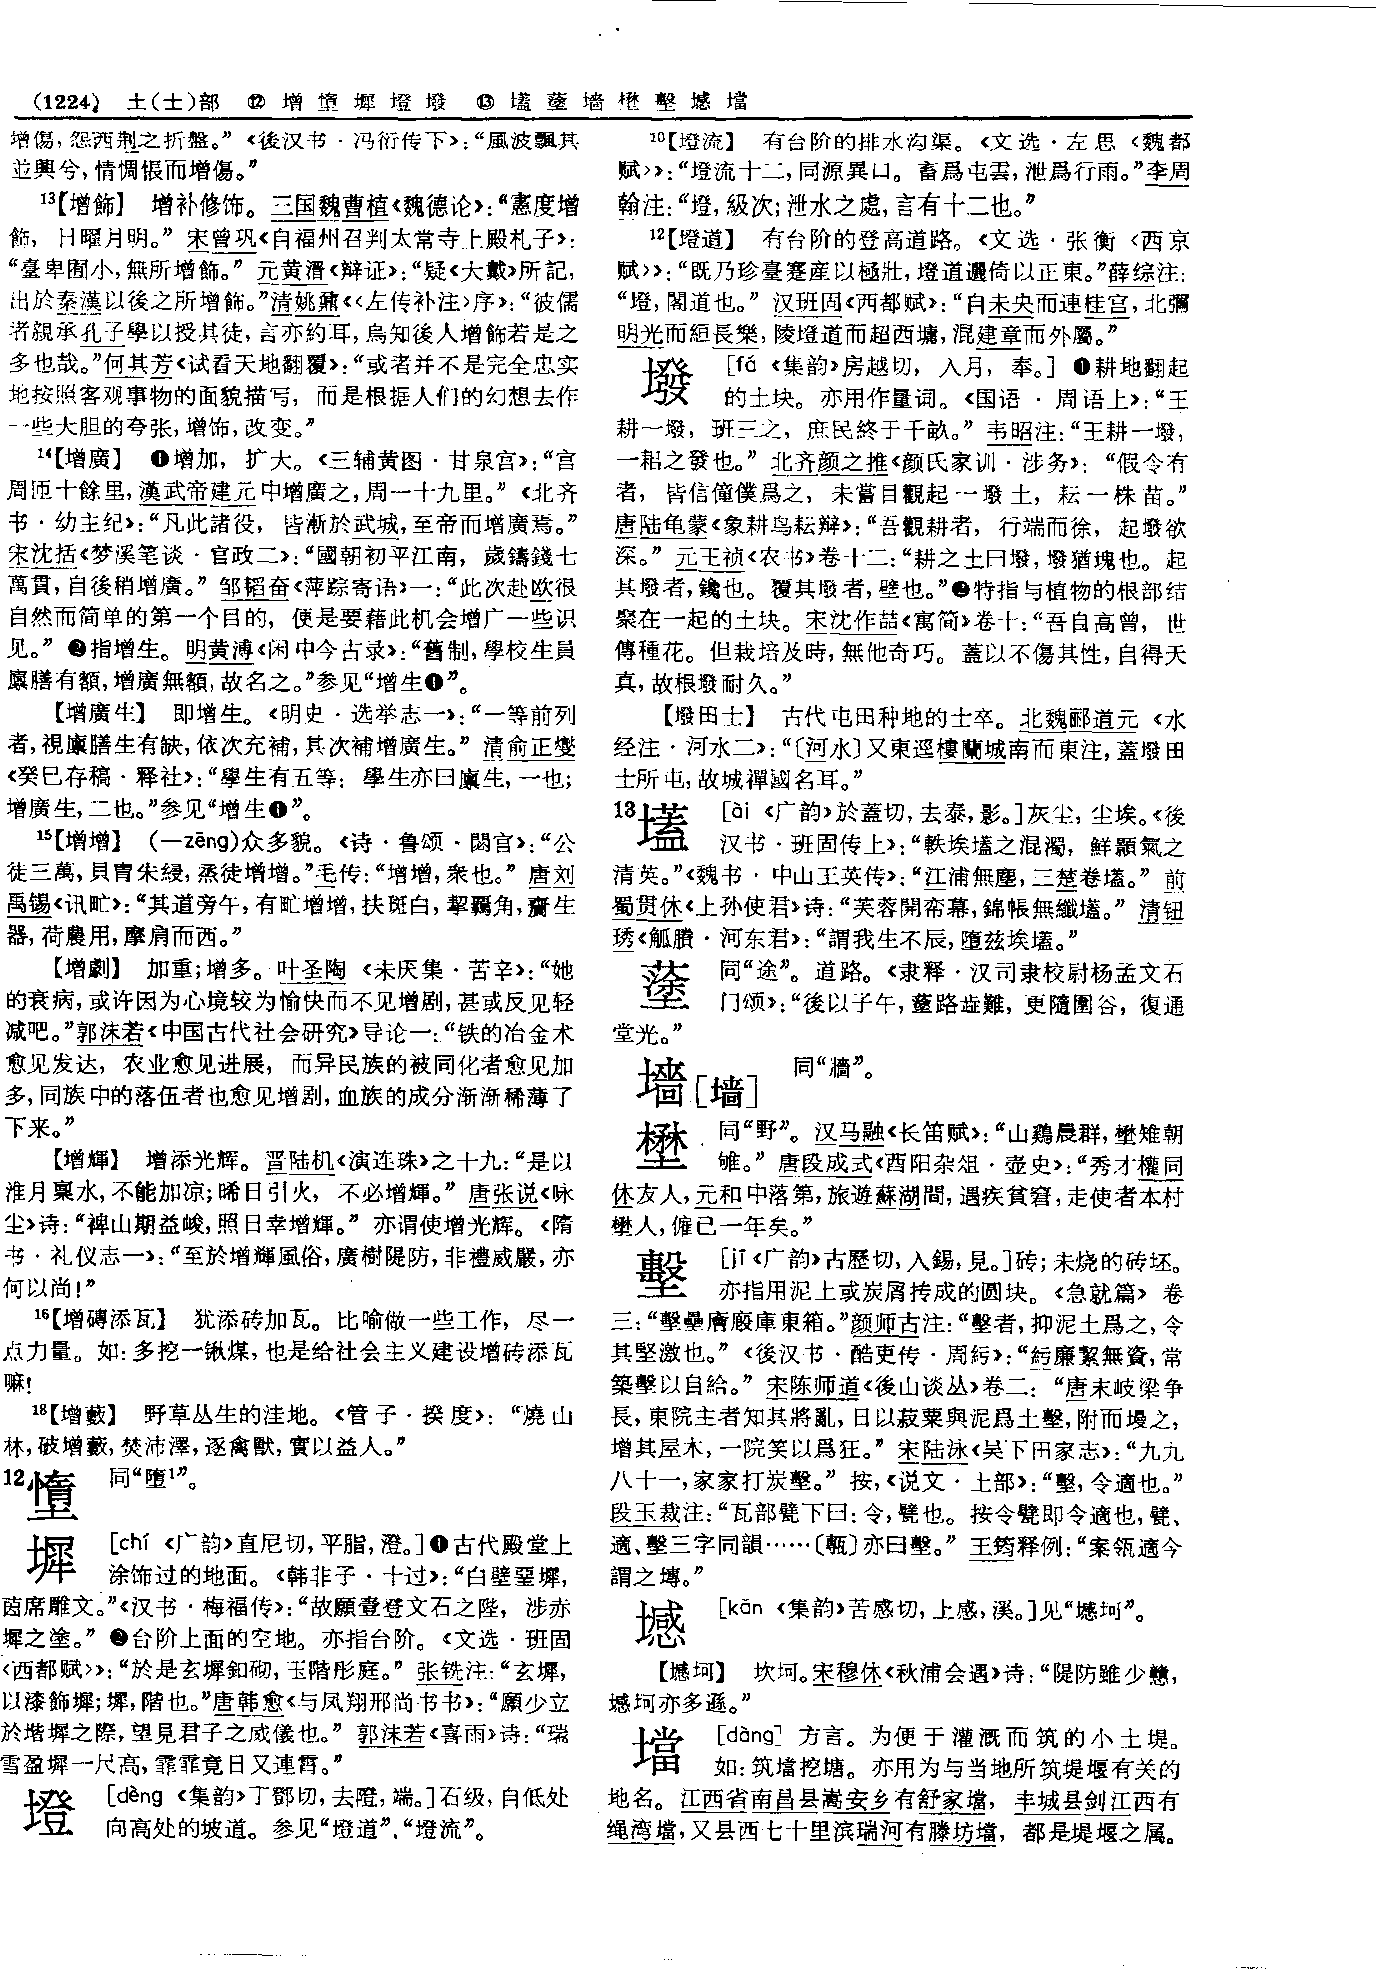 (1224) 土(士)部 ⑫ 增墯墀墱墢 ⑬ 壒蓥墙壄墼憾壋
增傷，怨西荆之折盤。”《後汉书·冯衍传下》：“風波飄其
並興兮，情惆悵而增傷。”
13【增飾】 增补修饰。三国魏曹植《魏德论》：“憲度增
飾，日曜月明。” 宋曾巩《自福州召判太常寺上殿札子》：
“臺卑囿小，無所增飾。” 元黄溍《辩证》：“疑《大戴》所記，
出於秦漢以後之所增飾。”清姚鼐《〈左传补注〉序》：“彼儒
者親承孔子學以授其徒，言亦約耳，烏知後人增飾若是之
多也哉。”何其芳《试看天地翻覆》：“或者并不是完全忠实
地按照客观事物的面貌描写，而是根据人们的幻想去作
一些大胆的夸张，增饰，改变。”
14【增廣】 ❶增加，扩大。《三辅黄图·甘泉宫》：“宫
周匝十餘里，漢武帝建元中增廣之，周一十九里。”《北齐
书·幼主纪》：“凡此諸役，皆漸於武城，至帝而增廣焉。”
宋沈括《梦溪笔谈·官政二》：“國朝初平江南，歲鑄錢七
萬貫，自後稍增廣。” 邹韬奋《萍踪寄语》一：“此次赴欧很
自然而简单的第一个目的，便是要藉此机会增广一些识
见。” ❷指增生。明黄溥《闲中今古录》：“舊制，學校生員
廪膳有額，增廣無額，故名之。”参见“增生❶”。
【增廣生】 即增生。《明史·选举志一》：“一等前列
者，視廪膳生有缺，依次充補，其次補增廣生。” 清俞正燮
《癸巳存稿·释社》：“學生有五等：學生亦曰廪生，一也；
增廣生，二也。”参见“增生❶”。
15【增增】 (—zēng)众多貌。《诗·鲁颂·閟宫》：“公
徒三萬，貝胄朱綅，烝徒增增。”毛传：“增增，衆也。” 唐刘
禹锡《讯甿》：“其道旁午，有甿增增，扶斑白，挈羈角，齎生
器，荷農用，摩肩而西。”
【增劇】 加重；增多。叶圣陶《未厌集·苦辛》：“她
的衰病，或许因为心境较为愉快而不见增剧，甚或反见轻
减吧。”郭沫若《中国古代社会研究》导论一：“铁的冶金术
愈见发达，农业愈见进展，而异民族的被同化者愈见加
多，同族中的落伍者也愈见增剧，血族的成分渐渐稀薄了
下来。”
【增輝】 增添光辉。晋陆机《演连珠》之十九：“是以
准月稟水，不能加凉；晞日引火，不必增輝。” 唐张说《咏
尘》诗：“裨山期益峻，照日幸增輝。” 亦谓使增光辉。《隋
书·礼仪志一》：“至於增輝風俗，廣樹隄防，非禮威嚴，亦
何以尚！”
16【增磚添瓦】 犹添砖加瓦。比喻做一些工作，尽一
点力量。如：多挖一锹煤，也是给社会主义建设增砖添瓦
嘛！
18【增藪】 野草丛生的洼地。《管子·揆度》：“燒山
林，破增藪，焚沛澤，逐禽獸，實以益人。”
12墯 同“墮¹”。
墀 [chí 《广韵》直尼切，平脂，澄。]❶古代殿堂上
涂饰过的地面。《韩非子·十过》：“白壁堊墀，
茵席雕文。”《汉书·梅福传》：“故願壹登文石之陛，涉赤
墀之塗。” ❷台阶上面的空地。亦指台阶。《文选·班固
〈西都赋〉》：“於是玄墀釦砌，玉階彤庭。” 张铣注：“玄墀，
以漆飾墀；墀，階也。”唐韩愈《与凤翔邢尚书书》：“願少立
於堦墀之際，望見君子之威儀也。” 郭沫若《喜雨》诗：“瑞
雪盈墀一尺高，霏霏竟日又連霄。”
墱 [dèng 《集韵》丁鄧切，去隥，端。]石级，自低处
向高处的坡道。参见“墱道”、“墱流”。
10【墱流】 有台阶的排水沟渠。《文选·左思〈魏都
赋〉》：“墱流十二，同源異口。畜爲屯雲，泄爲行雨。”李周
翰注：“墱，級次；泄水之處，言有十二也。”
12【墱道】 有台阶的登高道路。《文选·张衡〈西京
赋〉》：“既乃珍臺蹇産以極壯，墱道邐倚以正東。”薛综注：
“墱，閣道也。” 汉班固《西都赋》：“自未央而連桂宫，北彌
明光而絙長樂，陵墱道而超西墉，混建章而外屬。”
墢 [fá 《集韵》房越切，入月，奉。] ❶耕地翻起
的土块。亦用作量词。《国语·周语上》：“王
耕一墢，班三之，庶民終于千畝。” 韦昭注：“王耕一墢，
一耜之發也。” 北齐颜之推《颜氏家训·涉务》：“假令有
者，皆信僮僕爲之，未嘗目觀起一墢土，耘一株苗。”
唐陆龟蒙《象耕鸟耘辩》：“吾觀耕者，行端而徐，起墢欲
深。” 元王祯《农书》卷十二：“耕之土曰墢，墢猶塊也。起
其墢者，鑱也。覆其墢者，壁也。”❷特指与植物的根部结
聚在一起的土块。宋沈作喆《寓简》卷十：“吾自高曾，世
傳種花。但栽培及時，無他奇巧。蓋以不傷其性，自得天
真，故根墢耐久。”
【墢田士】 古代屯田种地的士卒。北魏郦道元《水
经注·河水二》：“〔河水〕又東逕樓蘭城南而東注，蓋墢田
士所屯，故城禪國名耳。”
13壒 [ài 《广韵》於蓋切，去泰，影。]灰尘，尘埃。《後
汉书·班固传上》：“軼埃壒之混濁，鮮顥氣之
清英。”《魏书·中山王英传》：“江浦無塵，三楚卷壒。” 前
蜀贯休《上孙使君》诗：“芙蓉開帟幕，錦帳無纖壒。” 清钮
琇《觚賸·河东君》：“謂我生不辰，墮兹埃壒。”
同“途”。道路。《隶释·汉司隶校尉杨孟文石
门颂》：“後以子午，路歮難，更隨圍谷，復通
堂光。”
墻[墙] 同“牆”。
壄 同“野”。汉马融《长笛赋》：“山鷄晨群，壄雉朝
雊。” 唐段成式《酉阳杂俎·壶史》：“秀才權同
休友人，元和中落第，旅遊蘇湖間，遇疾貧窘，走使者本村
壄人，僱已一年矣。”
墼 [jī《广韵》古歷切，入錫，見。]砖；未烧的砖坯。
亦指用泥土或炭屑抟成的圆块。《急就篇》卷
三：“墼壘廥廄庫東箱。”颜师古注：“墼者，抑泥土爲之，令
其堅激也。”《後汉书·酷吏传·周䊸》：“䊸廉絜無資，常
築墼以自給。” 宋陈师道《後山谈丛》卷二：“唐末岐梁争
長，東院主者知其將亂，日以菽粟與泥爲土墼，附而墁之，
增其屋木，一院笑以爲狂。” 宋陆泳《吴下田家志》：“九九
八十一，家家打炭墼。” 按，《说文·土部》：“墼，令適也。”
段玉裁注：“瓦部甓下曰：令，甓也。按令甓即令適也，甓、
適、墼三字同韻……〔甎〕亦曰墼。” 王筠释例：“案瓴適今
謂之塼。”
[kǎn 《集韵》苦感切，上感，溪。]见“坷”。
【坷】 坎坷。宋穆休《秋浦会遇》诗：“隄防雖少戇，
坷亦多遜。”
壋 [dàng] 方言。为便于灌溉而筑的小土堤。
如：筑壋挖塘。亦用为与当地所筑堤堰有关的
地名。江西省南昌县嵩安乡有舒家壋，丰城县剑江西有
绳湾壋，又县西七十里滨瑞河有滕坊壋，都是堤堰之属。